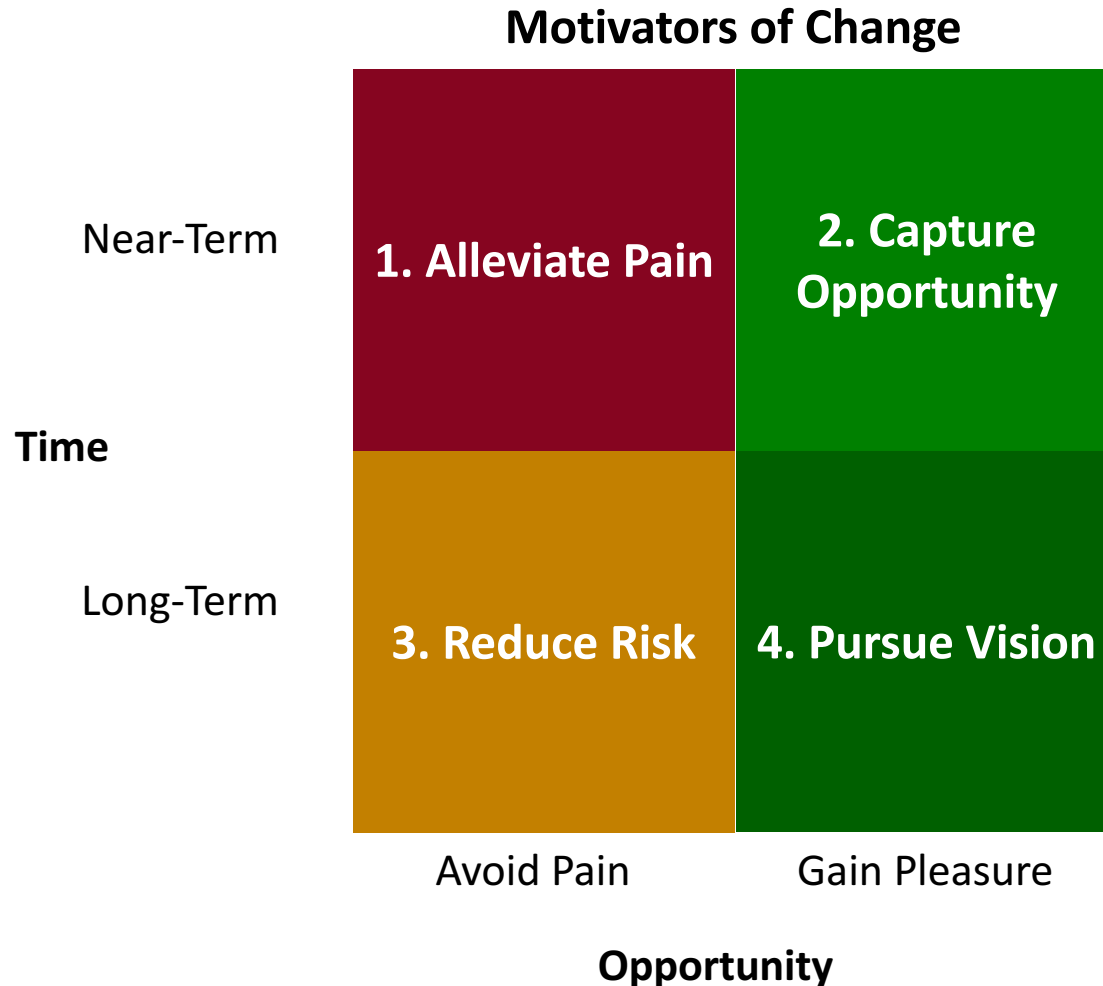 Motivators of Change
Near-Term
1. Alleviate Pain
2. Capture
Opportunity
Time
Long-Term
3. Reduce Risk
4. Pursue Vision
Avoid Pain
Gain Pleasure
Opportunity